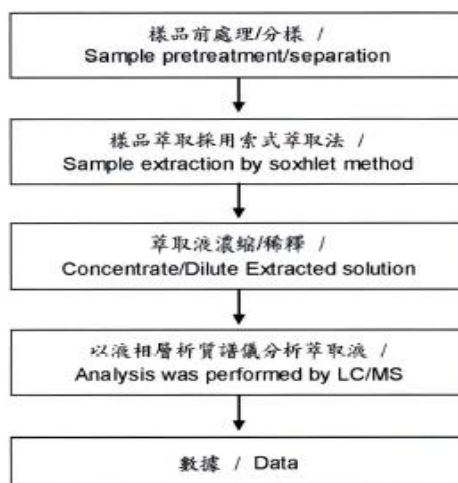 樣品前處理/分樣 /
Sample pretreatment/separation
樣品萃取採用索式萃取法 /
Sample extraction by soxhlet method
萃取液濃縮/稀釋 /
Concentrate/Dilute Extracted solution
以液相層析質譜儀分析萃取液 /
Analysis was performed by LC/MS
數據 / Data